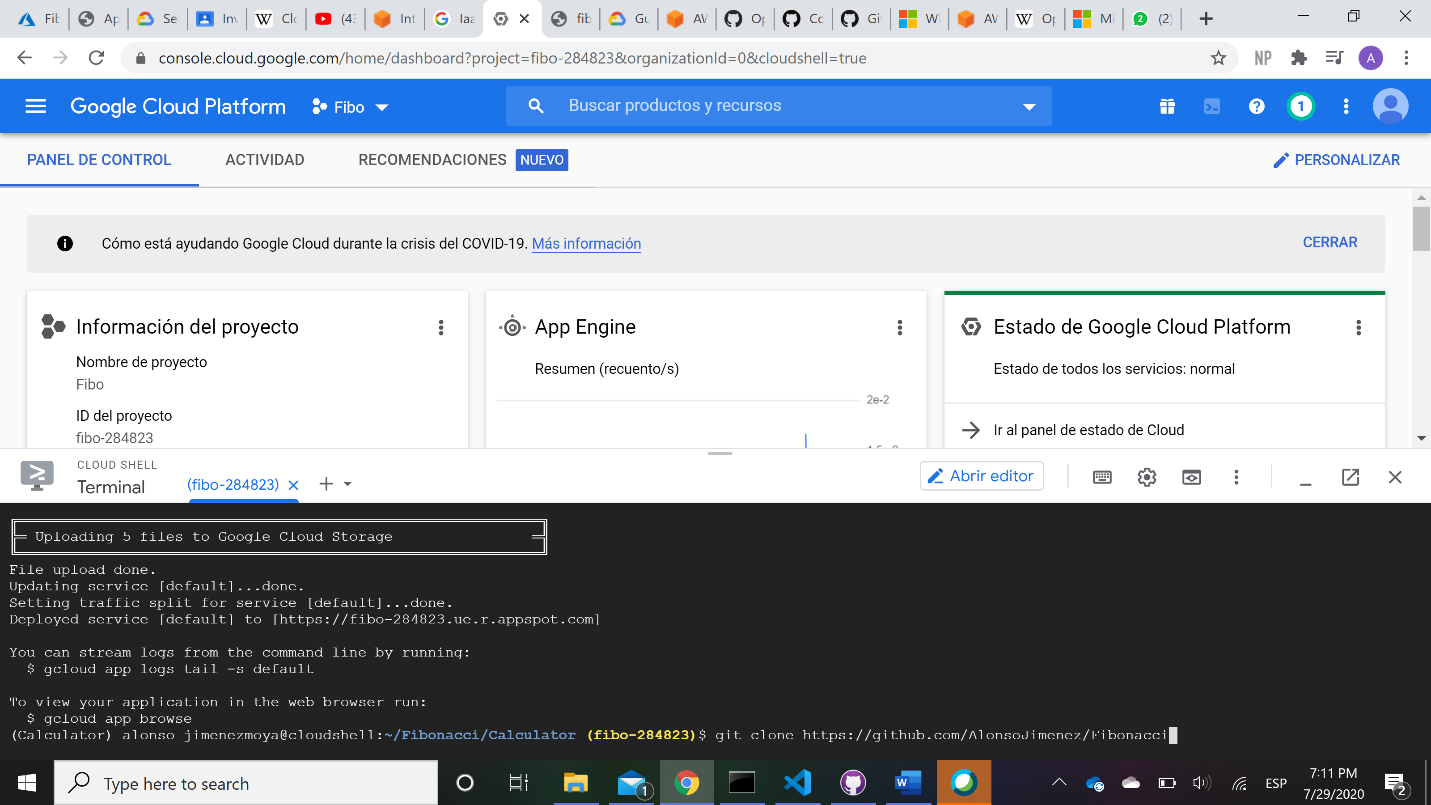 Fib
Ap
Se
Inv
Clo
(43
Int
Iaa
fib
Gu
AV
Op
Co
Gi
W
AV
Op
Mi
(2)
console.cloud.google.com/home/dashboard?project=fibo-284823&organizationId=0&cloudshell=true
NP
A
Google Cloud Platform
Fibo
Buscar productos y recursos
1
PANEL DE CONTROL
ACTIVIDAD
RECOMENDACIONES NUEVO
PERSONALIZAR
Cómo está ayudando Google Cloud durante la crisis del COVID-19. Más información
CERRAR
Información del proyecto
Nombre de proyecto
Fibo
ID del proyecto
fibo-284823
App Engine
Resumen (recuento/s)
2e-2
Estado de Google Cloud Platform
Estado de todos los servicios: normal
Ir al panel de estado de Cloud
CLOUD SHELL
Terminal
(fibo-284823)
Abrir editor
Uploading 5 files to Google Cloud Storage
File upload done.
Updating service [default]...done.
Setting traffic split for service [default]...done.
Deployed service [default] to [https://fibo-284823.uc.r.appspot.com]
You can stream logs from the command line by running:
$ gcloud app logs tail -s default
To view your application in the web browser run:
$ gcloud app browse
(Calculator) alonso_jimenezmoya@cloudshell:~/Fibonacci/Calculator (fibo-284823)$ git clone https://github.com/AlonsoJimenez/Fibonacci
Type here to search
1
ESP
7:11 PM
7/29/2020
2